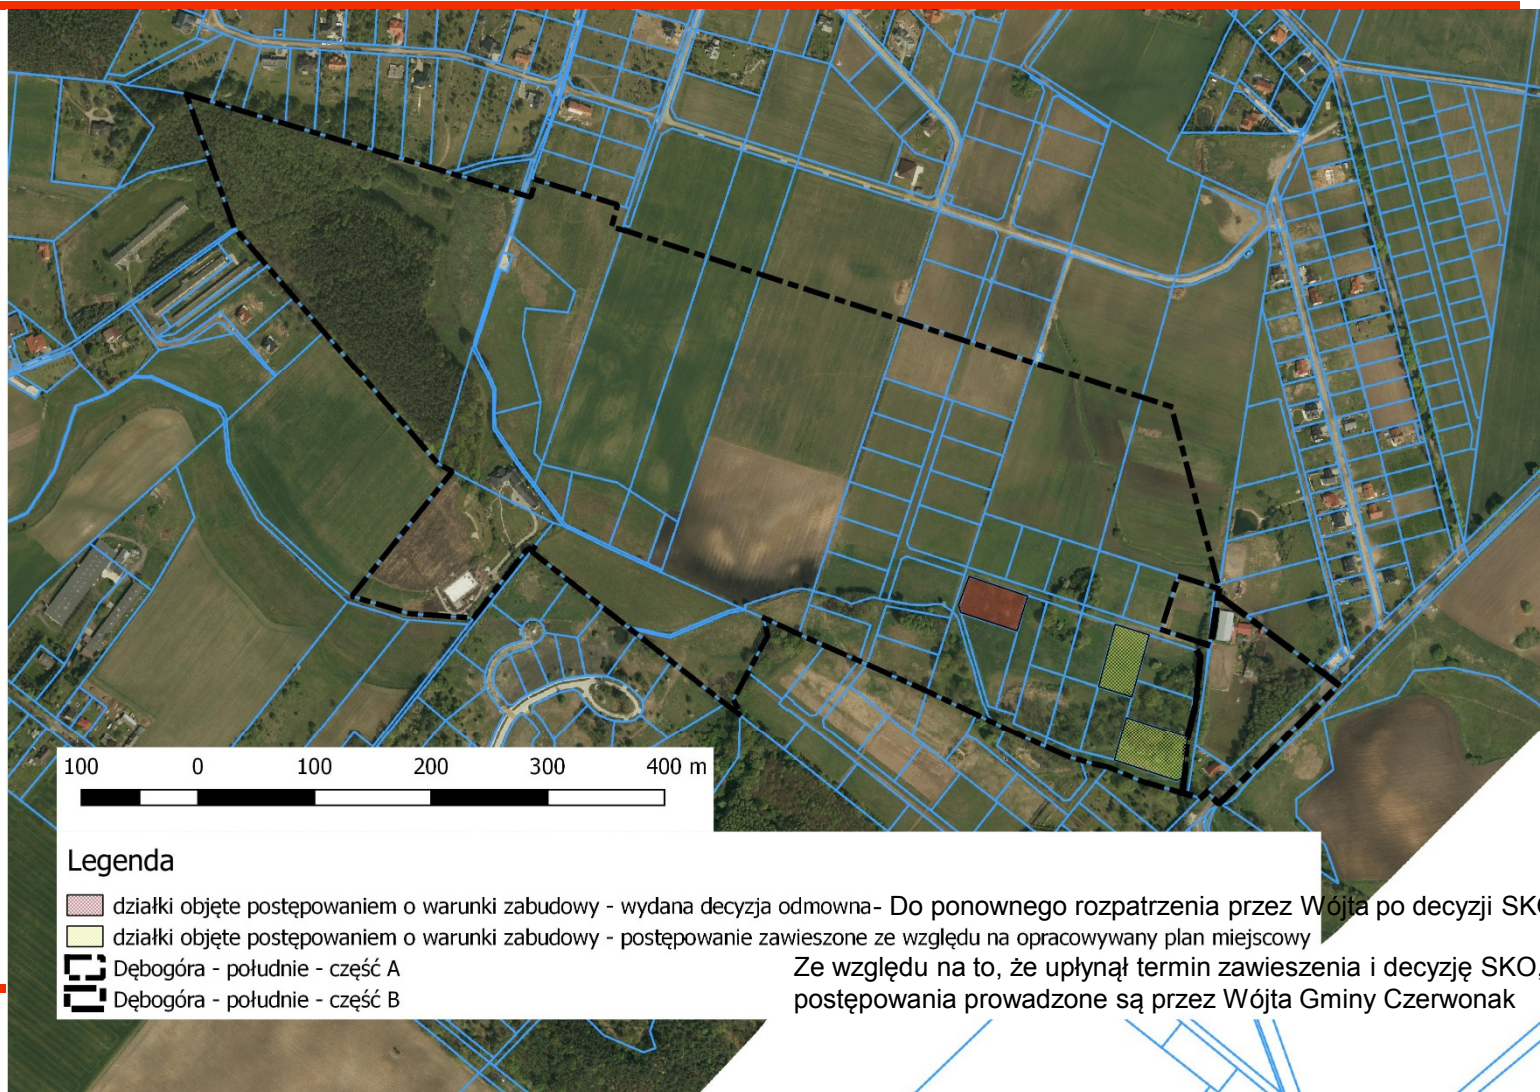 100 0 100 200 300 400 m
Legenda
działki objęte postępowaniem o warunki zabudowy - wydana decyzja odmowna- Do ponownego rozpatrzenia przez Wójta po decyzji SKO
działki objęte postępowaniem o warunki zabudowy - postępowanie zawieszone ze względu na opracowywany plan miejscowy
Dębogóra - południe - część A
Dębogóra - południe - część B
Ze względu na to, że upłynął termin zawieszenia i decyzję SKO,
postępowania prowadzone są przez Wójta Gminy Czerwonak